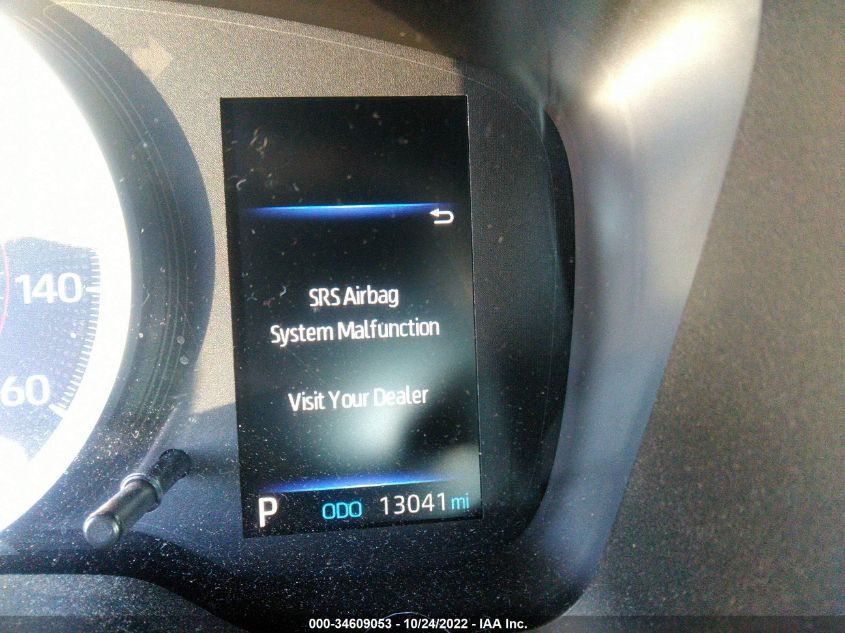 SRS Airbag
System Malfunction
Visit Your Dealer
140
60
P ODO 13041 mi
000-34609053 - 10/24/2022 - IAA Inc.